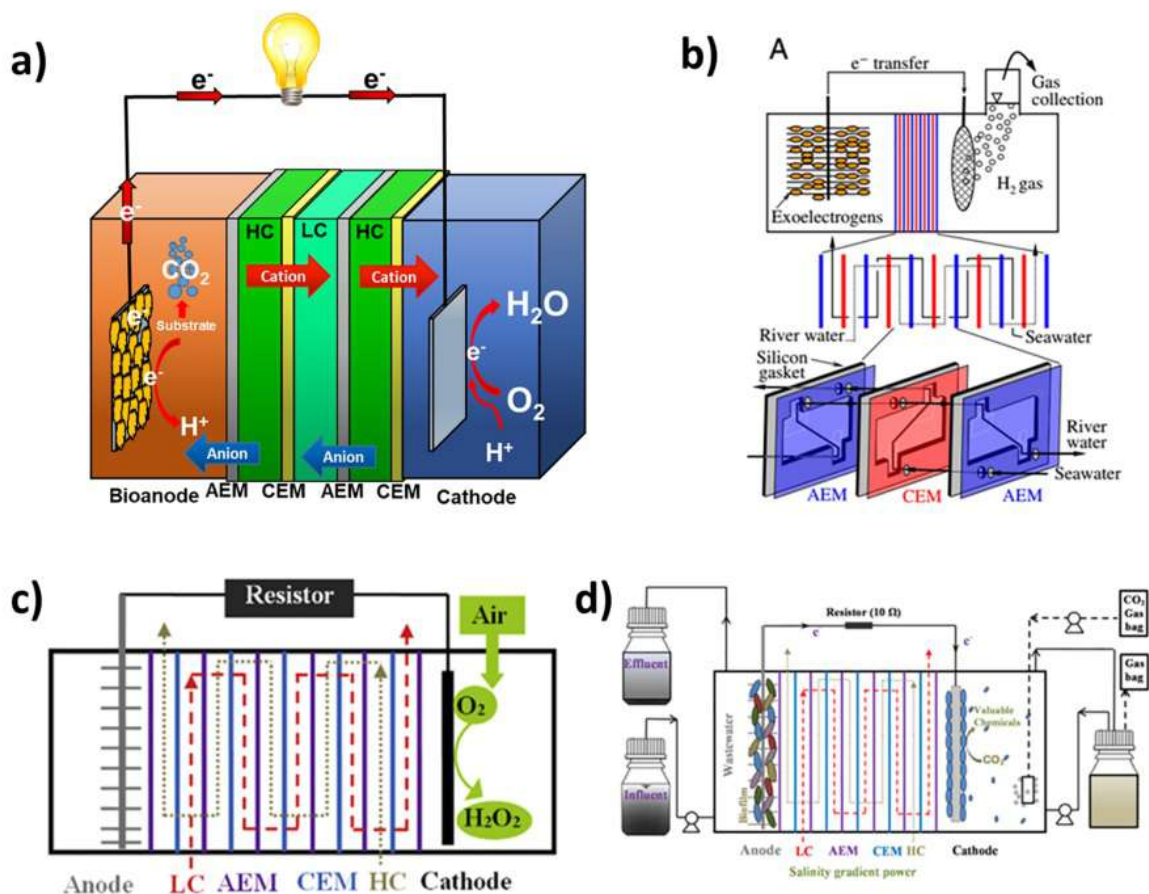 a)
e⁻
e⁻
e⁻
HC
LC
HC
CO₂
Cation
Cation
H₂O
Substrate
e⁻
e⁻
e⁻
O₂
H⁺
H⁺
Anion
Anion
Bioanode
AEM
CEM
AEM
CEM
Cathode
b)
A
e⁻ transfer
Gas
collection
H₂ gas
Exoelectrogens
River water
Seawater
Silicon
gasket
River
water
Seawater
AEM
CEM
AEM
c)
Resistor
Air
O₂
H₂O₂
Anode
LC
AEM
CEM
HC
Cathode
d)
Resistor (10 Ω)
e
e⁻
CO₂
Gas
bag
Gas
bag
Effluent
Influent
Wastewater
Biofilm
Valuable
Chemicals
CO₂
Anode
LC
AEM
CEM
HC
Cathode
Salinity gradient power